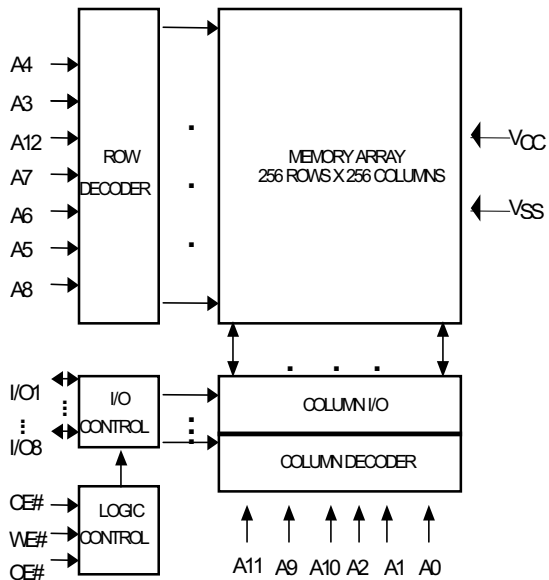 A4
A3
A12
A7
A6
A5
A8
ROW
DECODER
MEMORY ARRAY
256 ROWS X 256 COLUMNS
VCC
VSS
I/O1
I/O8
I/O
CONTROL
COLUMN I/O
COLUMN DECODER
CE#
WE#
OE#
LOGIC
CONTROL
A11 A9 A10 A2 A1 A0